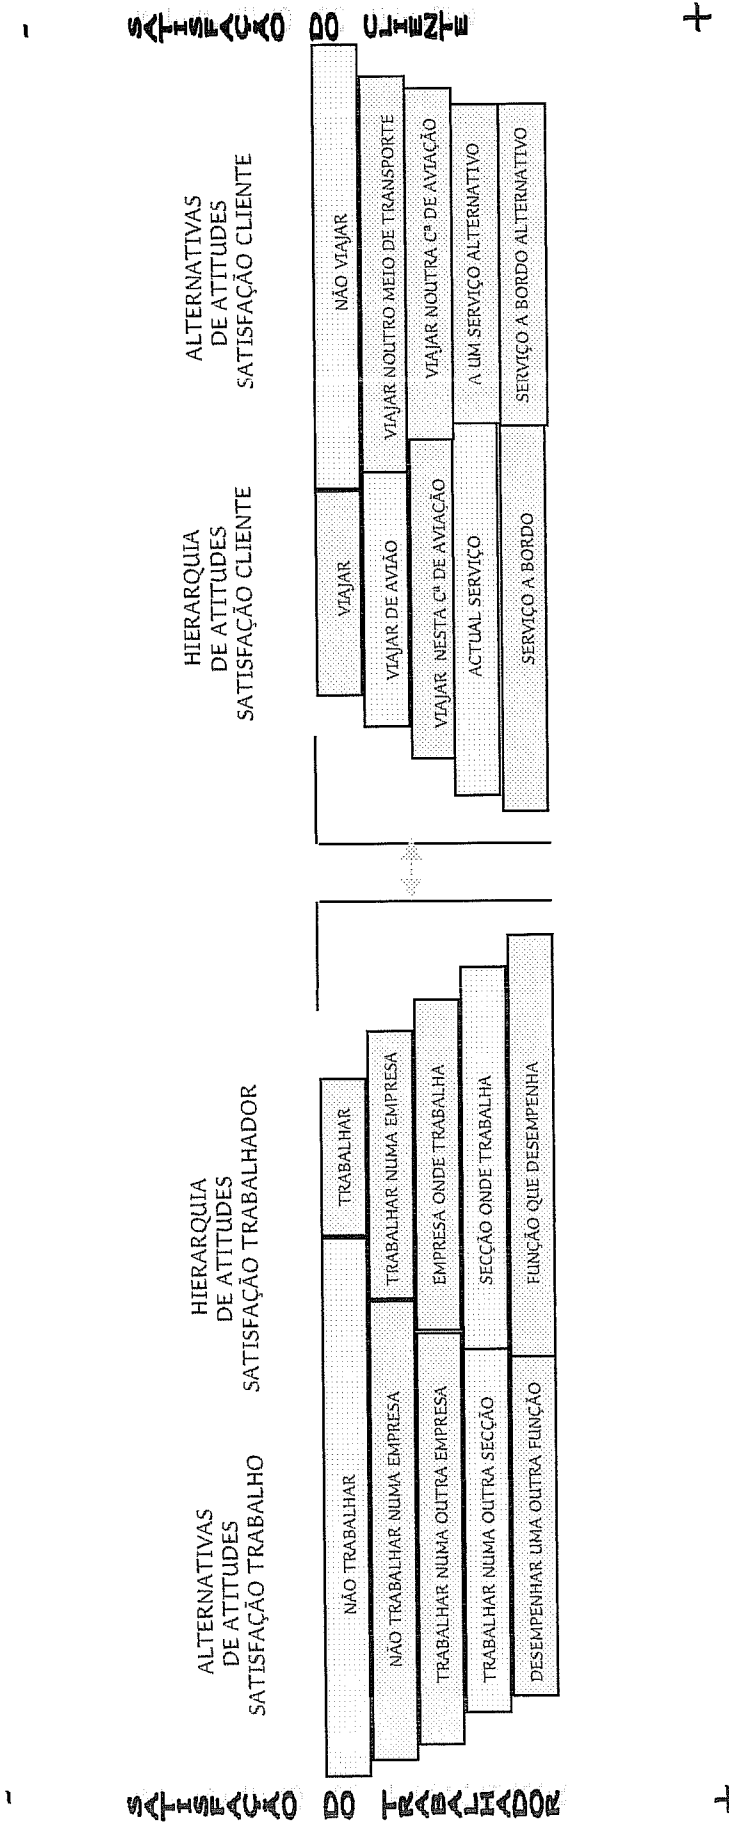 -
-
SATISFAÇÃO DO TRABALHADOR
ALTERNATIVAS
DE ATITUDES
SATISFAÇÃO TRABALHO
HIERARQUIA
DE ATITUDES
SATISFAÇÃO TRABALHADOR
HIERARQUIA
DE ATITUDES
SATISFAÇÃO CLIENTE
ALTERNATIVAS
DE ATITUDES
SATISFAÇÃO CLIENTE
SATISFAÇÃO DO CLIENTE
NÃO TRABALHAR
TRABALHAR
VIAJAR
NÃO VIAJAR
NÃO TRABALHAR NUMA EMPRESA
TRABALHAR NUMA EMPRESA
VIAJAR DE AVIÃO
VIAJAR NOUTRO MEIO DE TRANSPORTE
TRABALHAR NUMA OUTRA EMPRESA
EMPRESA ONDE TRABALHA
VIAJAR NESTA Cª DE AVIAÇÃO
VIAJAR NOUTRA Cª DE AVIAÇÃO
TRABALHAR NUMA OUTRA SECÇÃO
SECÇÃO ONDE TRABALHA
ACTUAL SERVIÇO
A UM SERVIÇO ALTERNATIVO
DESEMPENHAR UMA OUTRA FUNÇÃO
FUNÇÃO QUE DESEMPENHA
SERVIÇO A BORDO
SERVIÇO A BORDO ALTERNATIVO
+
+